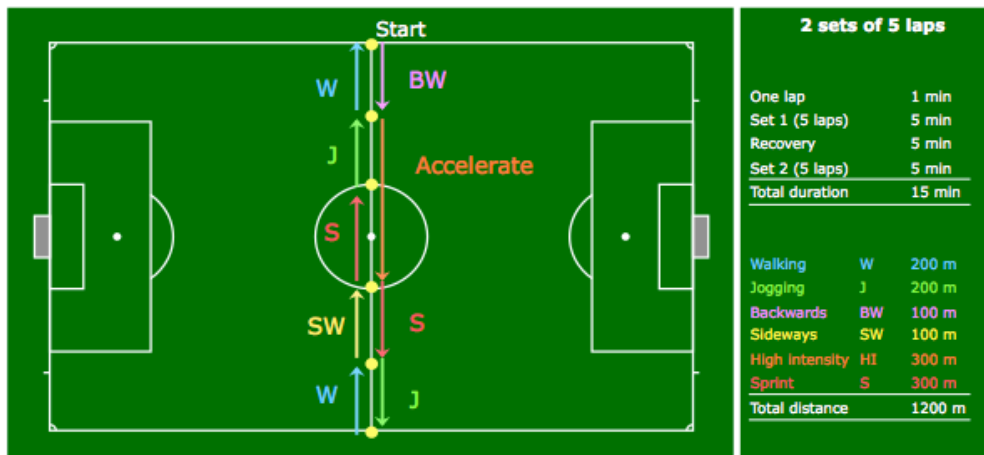 Start
W
BW
J
Accelerate
S
SW
S
W
J
2 sets of 5 laps
One lap 1 min
Set 1 (5 laps) 5 min
Recovery 5 min
Set 2 (5 laps) 5 min
Total duration 15 min
Walking W 200 m
Jogging J 200 m
Backwards BW 100 m
Sideways SW 100 m
High intensity HI 300 m
Sprint S 300 m
Total distance 1200 m